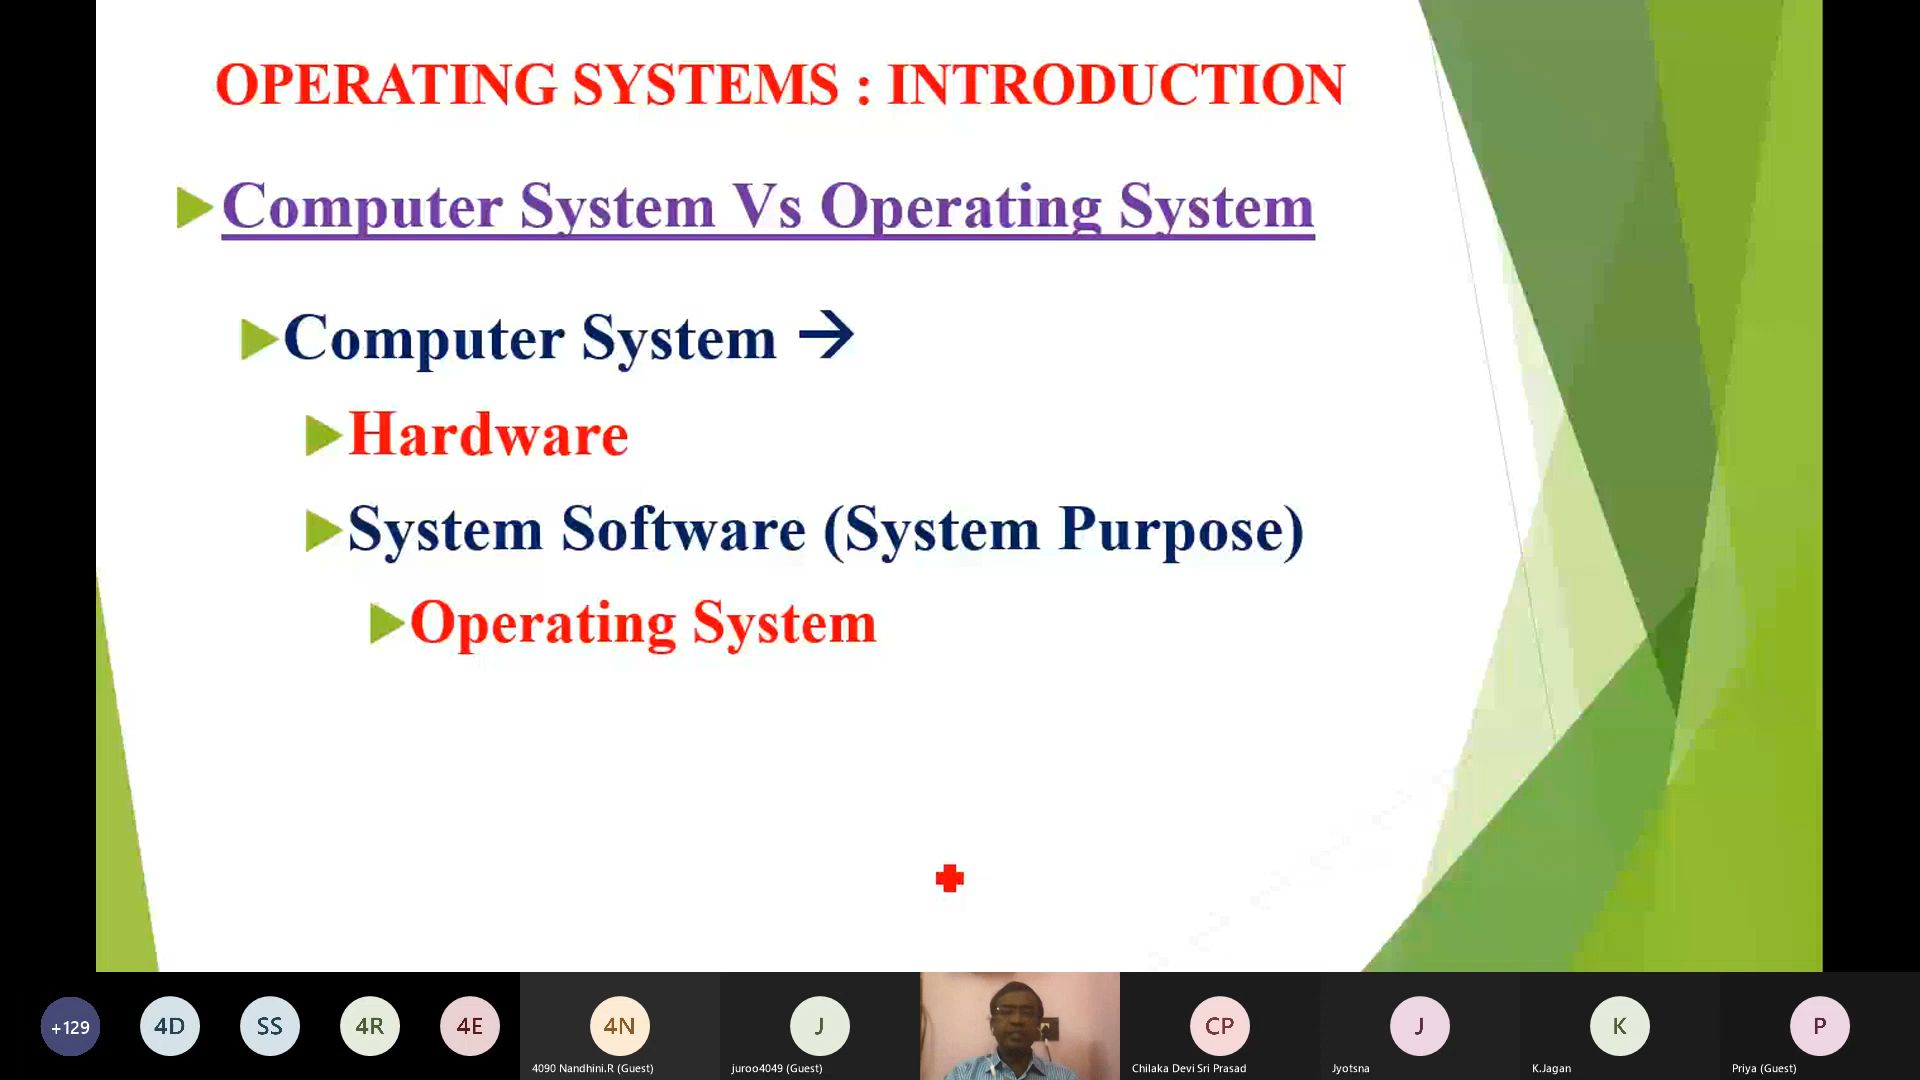 OPERATING SYSTEMS : INTRODUCTION
Computer System Vs Operating System
Computer System →
Hardware
System Software (System Purpose)
Operating System
+129
4D
SS
4R
4E
4N
4090 Nandhini.R (Guest)
J
juroo4049 (Guest)
CP
Chilaka Devi Sri Prasad
J
Jyotsna
K
K.Jagan
P
Priya (Guest)